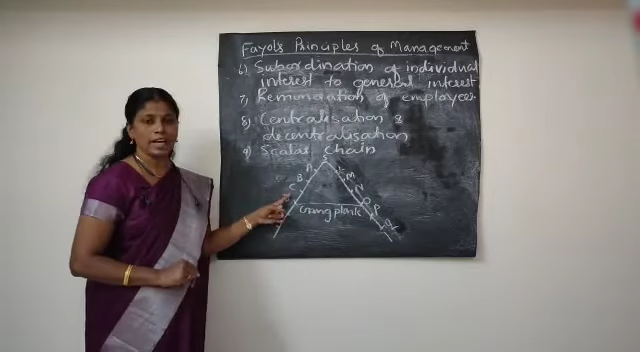 Fayol's Principles of Management
6) Subordination of individual
interest to general interest
7) Remuneration of employees.
8) Centralisation &
decentralisation
9) Scalar Chain
S
A
B
C
L
M
N
O
P
Q
Gang plank